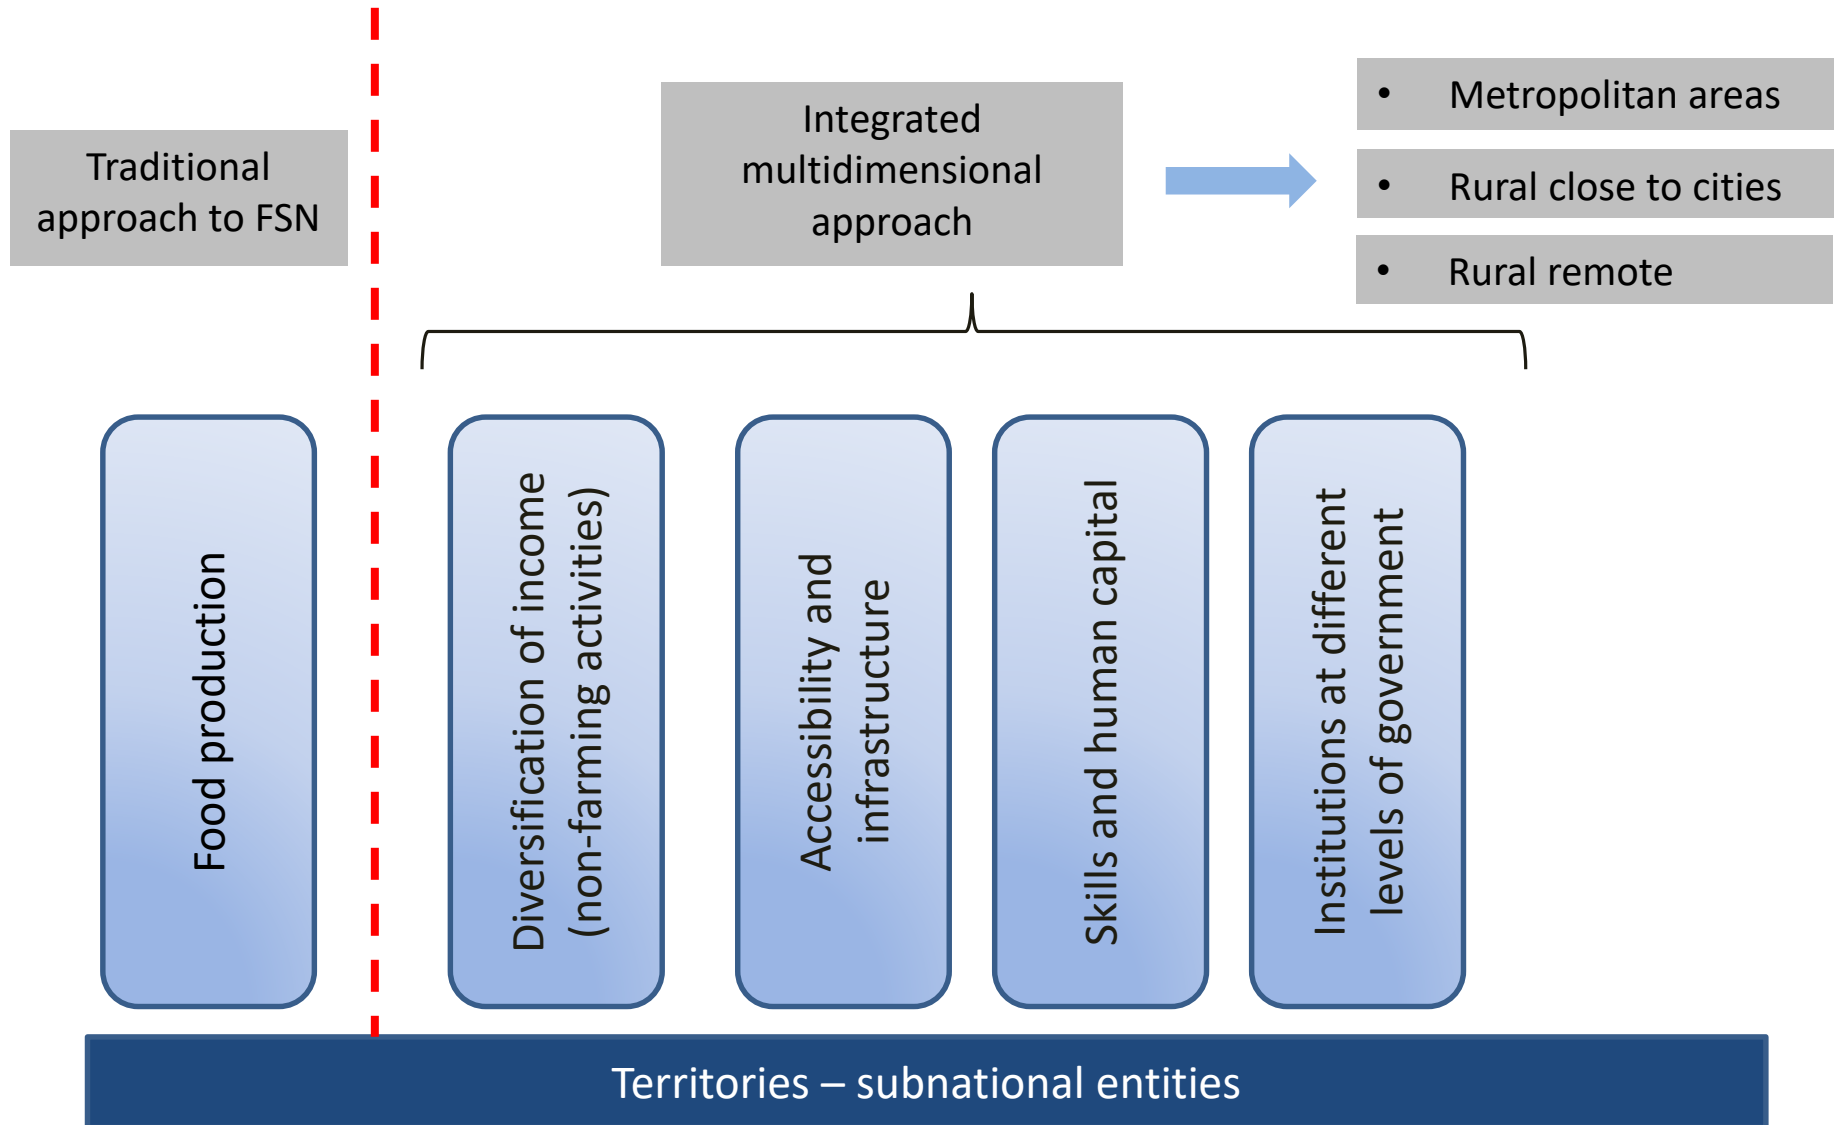 Traditional
approach to FSN
Integrated
multidimensional
approach
• Metropolitan areas
• Rural close to cities
• Rural remote
Food production
Diversification of income
(non-farming activities)
Accessibility and
infrastructure
Skills and human capital
Institutions at different
levels of government
Territories – subnational entities